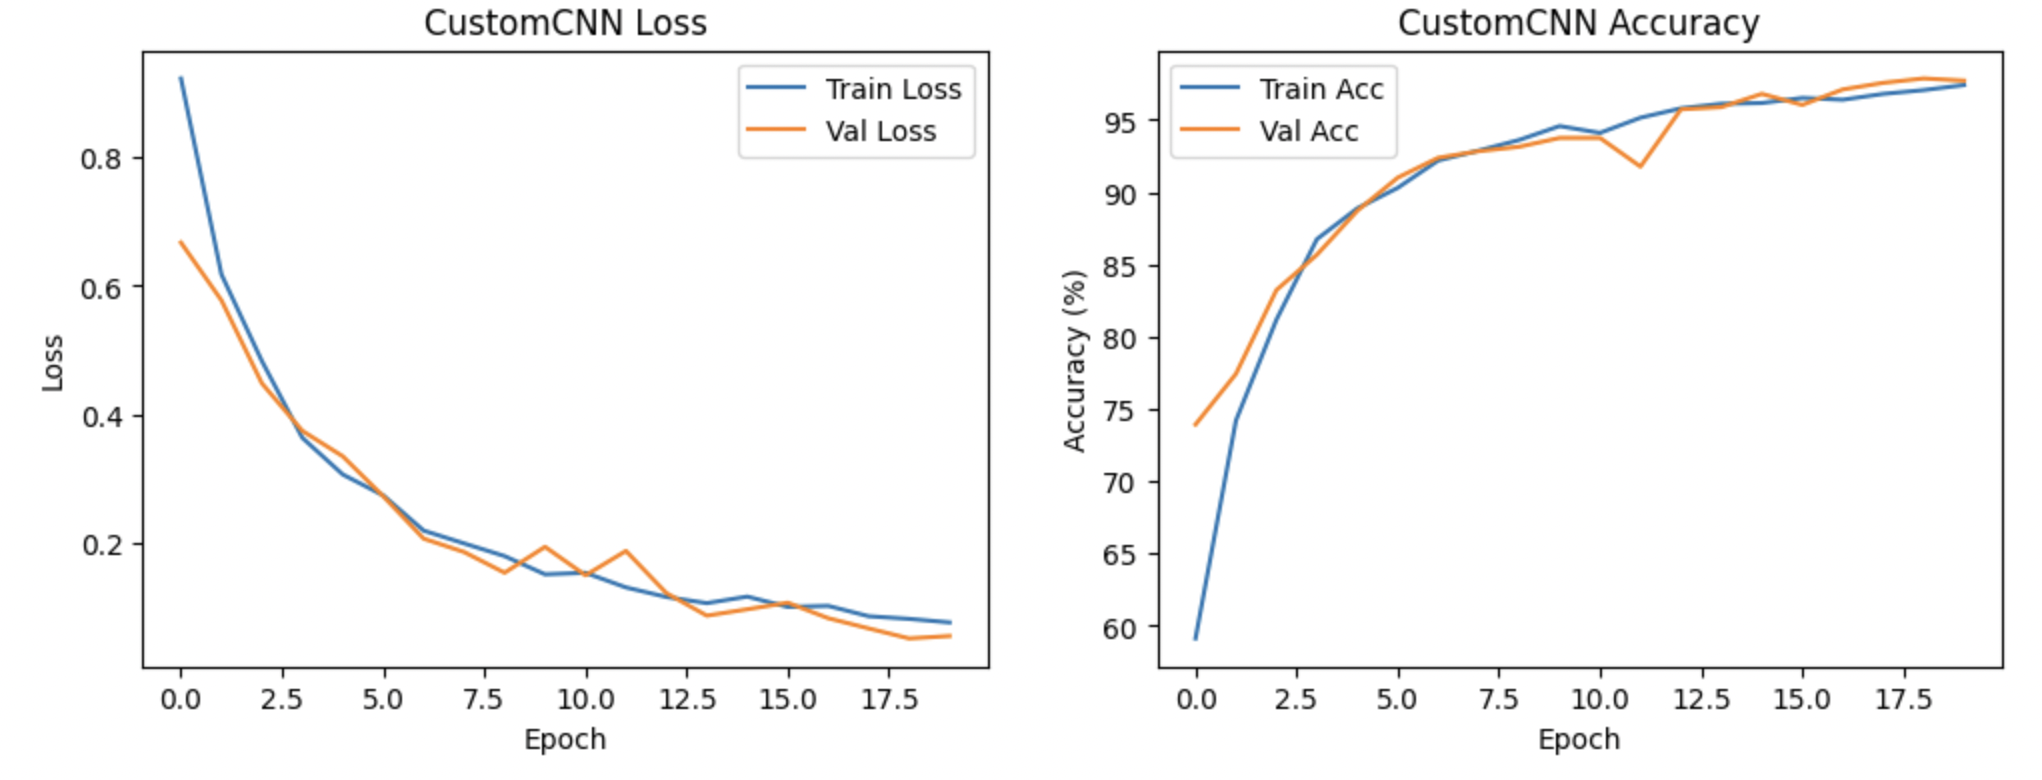 CustomCNN Loss
Train Loss
Val Loss
0.8
0.6
0.4
0.2
Loss
0.0 2.5 5.0 7.5 10.0 12.5 15.0 17.5
Epoch
CustomCNN Accuracy
Train Acc
Val Acc
95
90
85
80
75
70
65
60
Accuracy (%)
0.0 2.5 5.0 7.5 10.0 12.5 15.0 17.5
Epoch